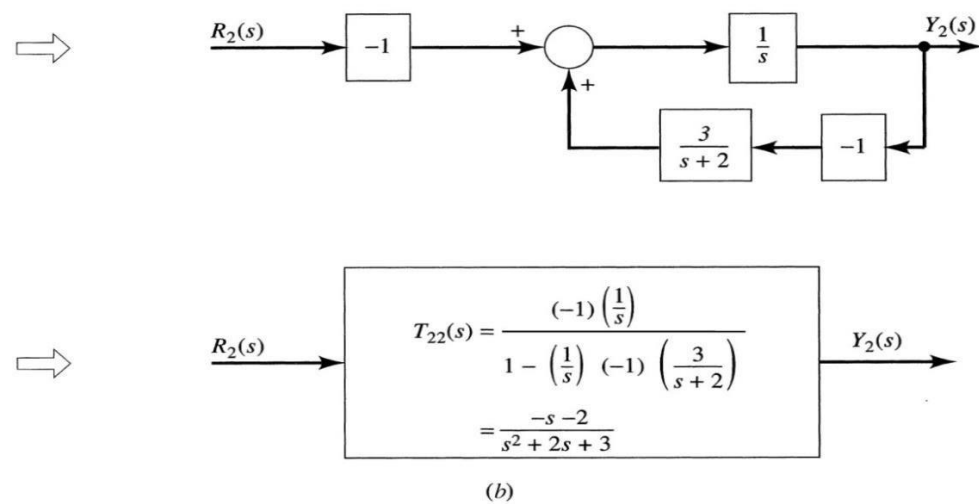 R₂(s) −1 + 1/s Y₂(s)
+
3/(s + 2) −1
R₂(s) T₂₂(s) = (−1) (1/s) / (1 − (1/s) (−1) (3/(s + 2))) Y₂(s)
= (−s −2)/(s² + 2s + 3)
(b)